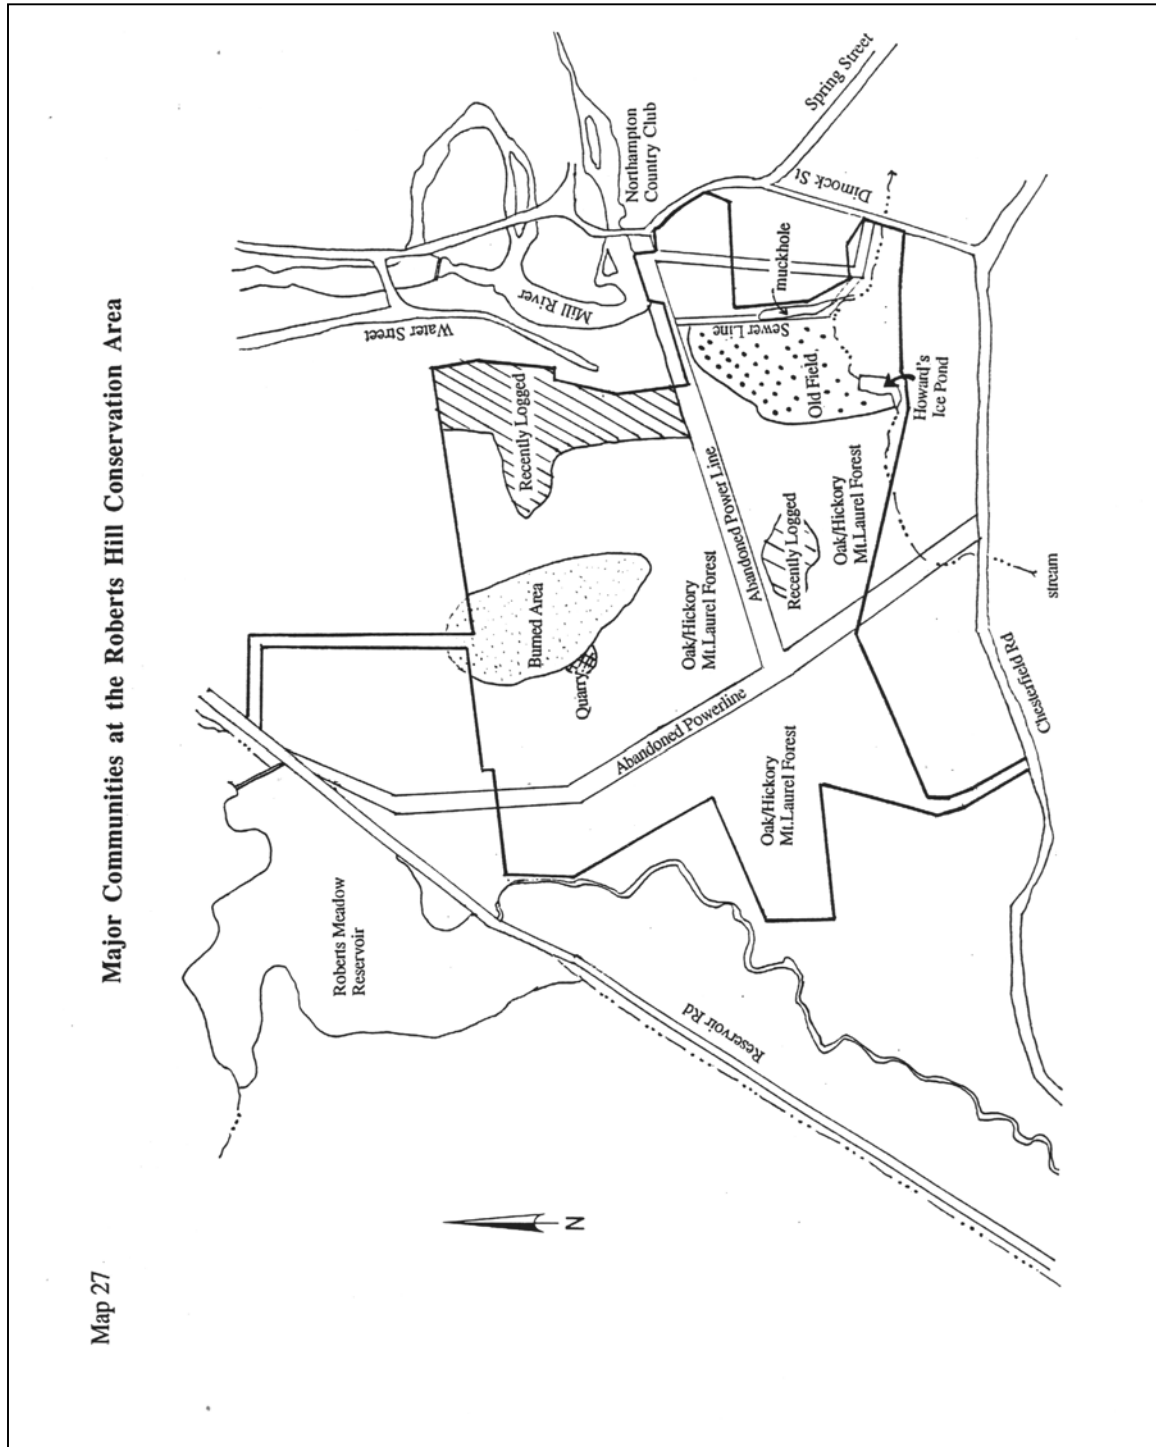 Map 27
Major Communities at the Roberts Hill Conservation Area
Roberts Meadow
Reservoir
Reservoir Rd
N
Quarry
Burned Area
Recently Logged
Water Street
Mill River
Northampton
Country Club
Spring Street
Dimock St
muckhole
Sewer Line
Old Field
Howard's
Ice Pond
Abandoned Power Line
Abandoned Powerline
Recently Logged
Oak/Hickory
Mt.Laurel Forest
Oak/Hickory
Mt.Laurel Forest
Oak/Hickory
Mt.Laurel Forest
stream
Chesterfield Rd